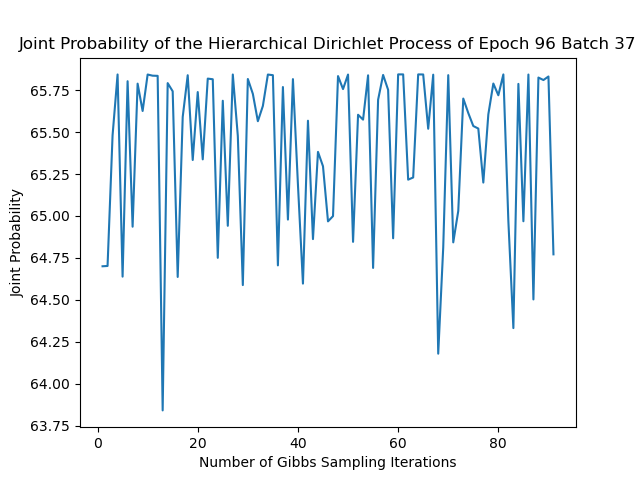 Joint Probability of the Hierarchical Dirichlet Process of Epoch 96 Batch 37
Joint Probability
65.75
65.50
65.25
65.00
64.75
64.50
64.25
64.00
63.75
0 20 40 60 80
Number of Gibbs Sampling Iterations